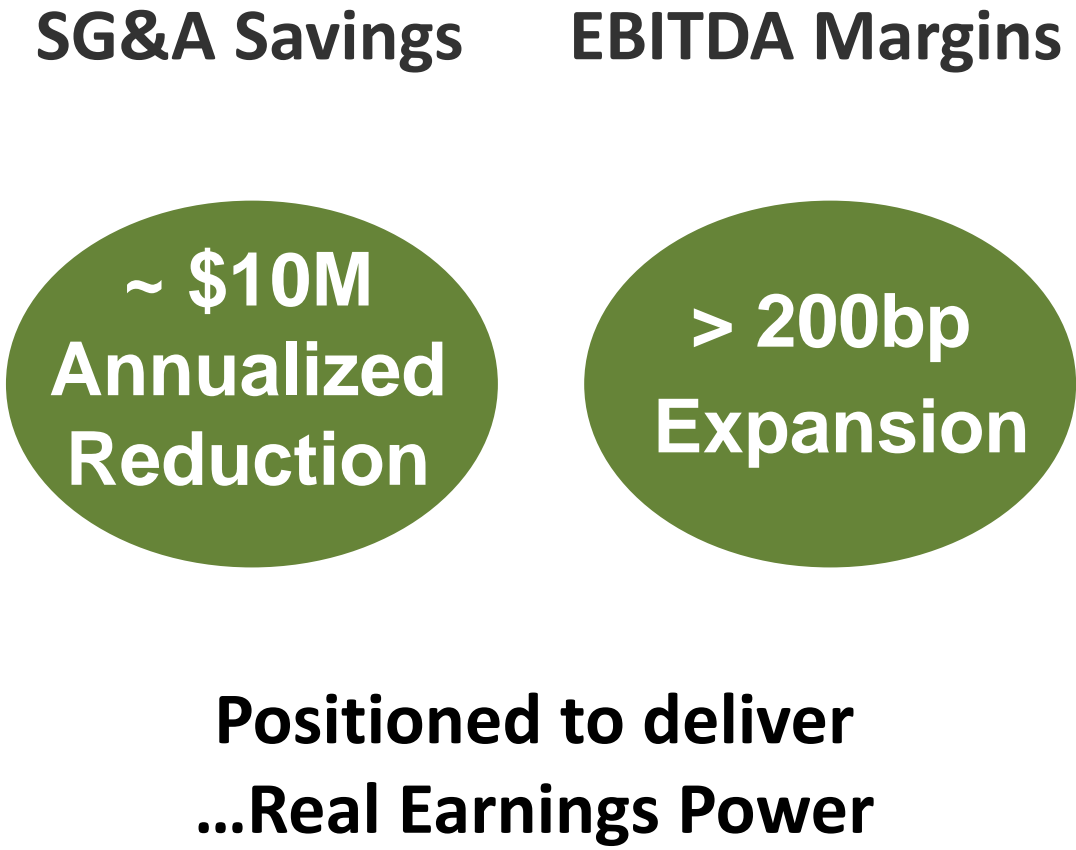 SG&A Savings
EBITDA Margins
~ $10M
Annualized
Reduction
> 200bp
Expansion
Positioned to deliver
…Real Earnings Power